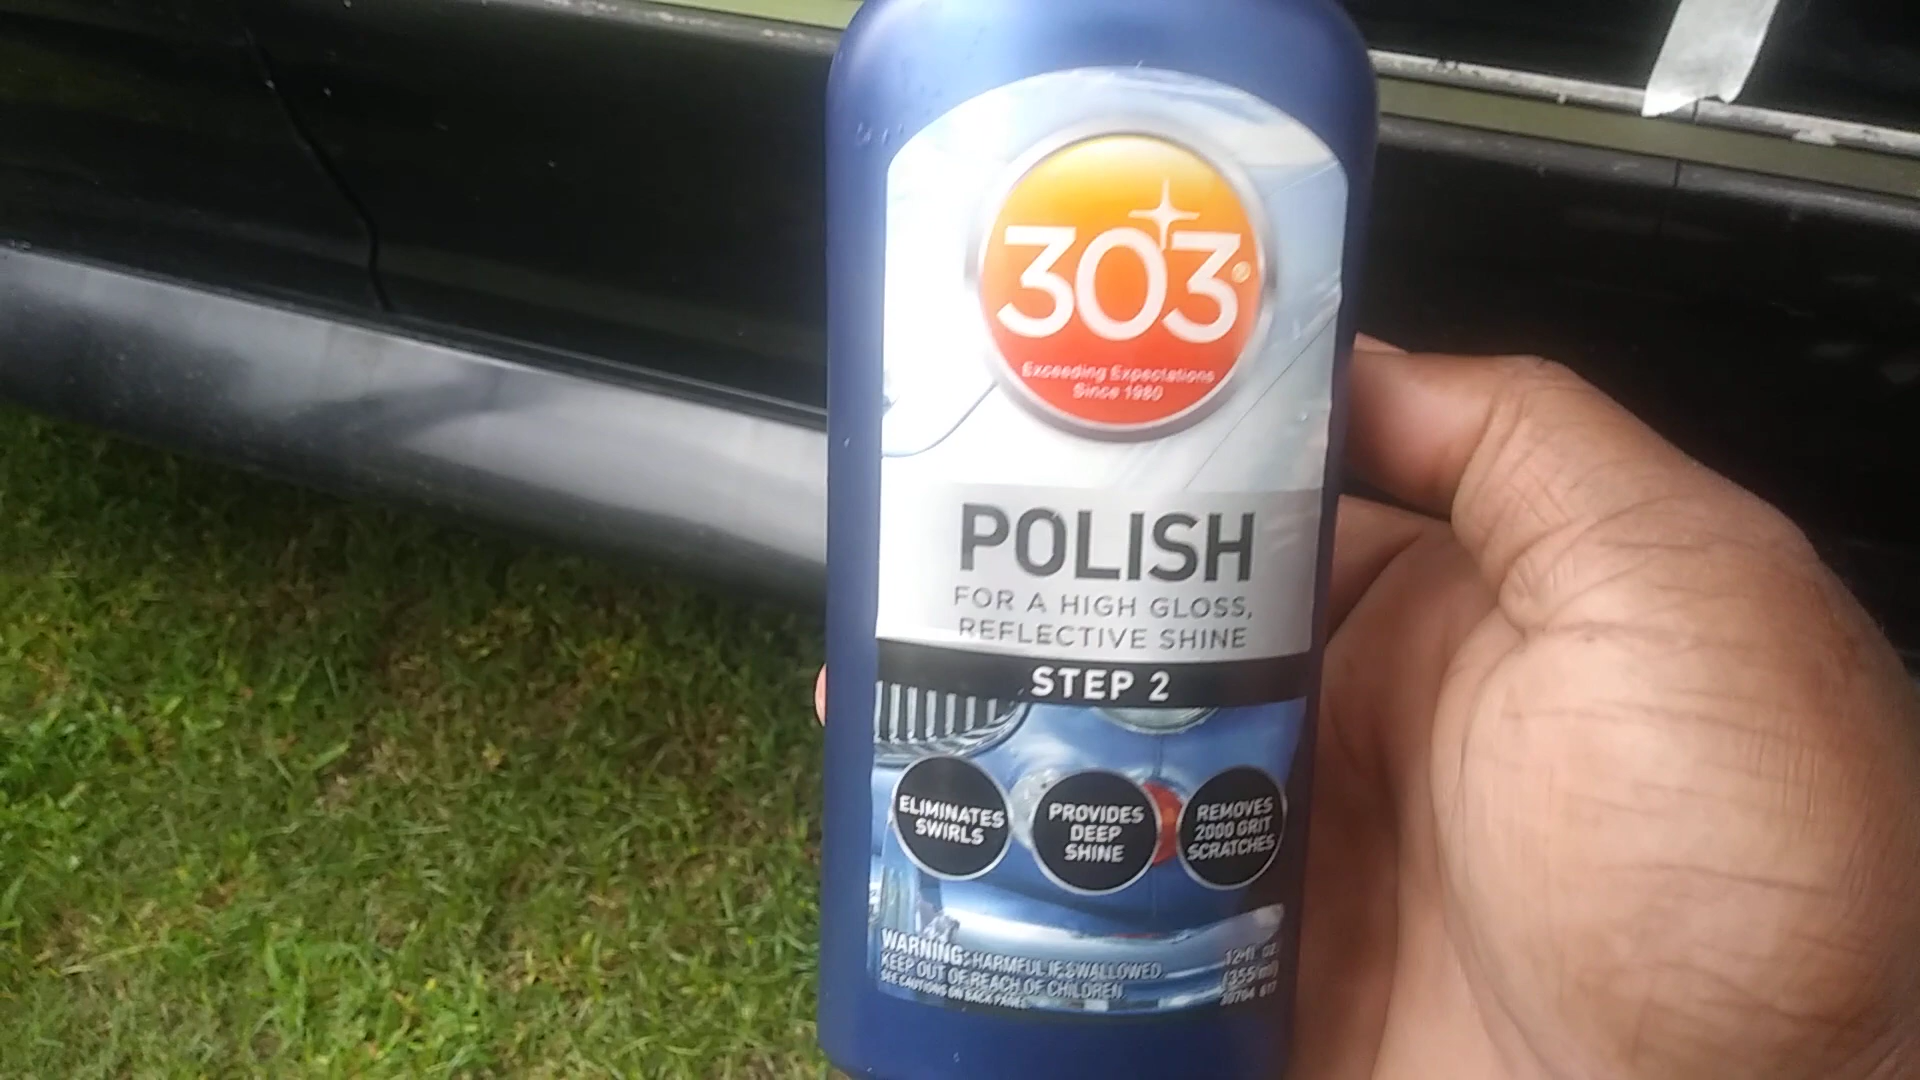 303®
Exceeding Expectations
Since 1980
POLISH
FOR A HIGH GLOSS,
REFLECTIVE SHINE
STEP 2
ELIMINATES
SWIRLS
PROVIDES
DEEP
SHINE
REMOVES
2000 GRIT
SCRATCHES
WARNING: HARMFUL IF SWALLOWED.
KEEP OUT OF REACH OF CHILDREN.
SEE CAUTIONS ON BACK PANEL.
12 fl oz
(355 ml)